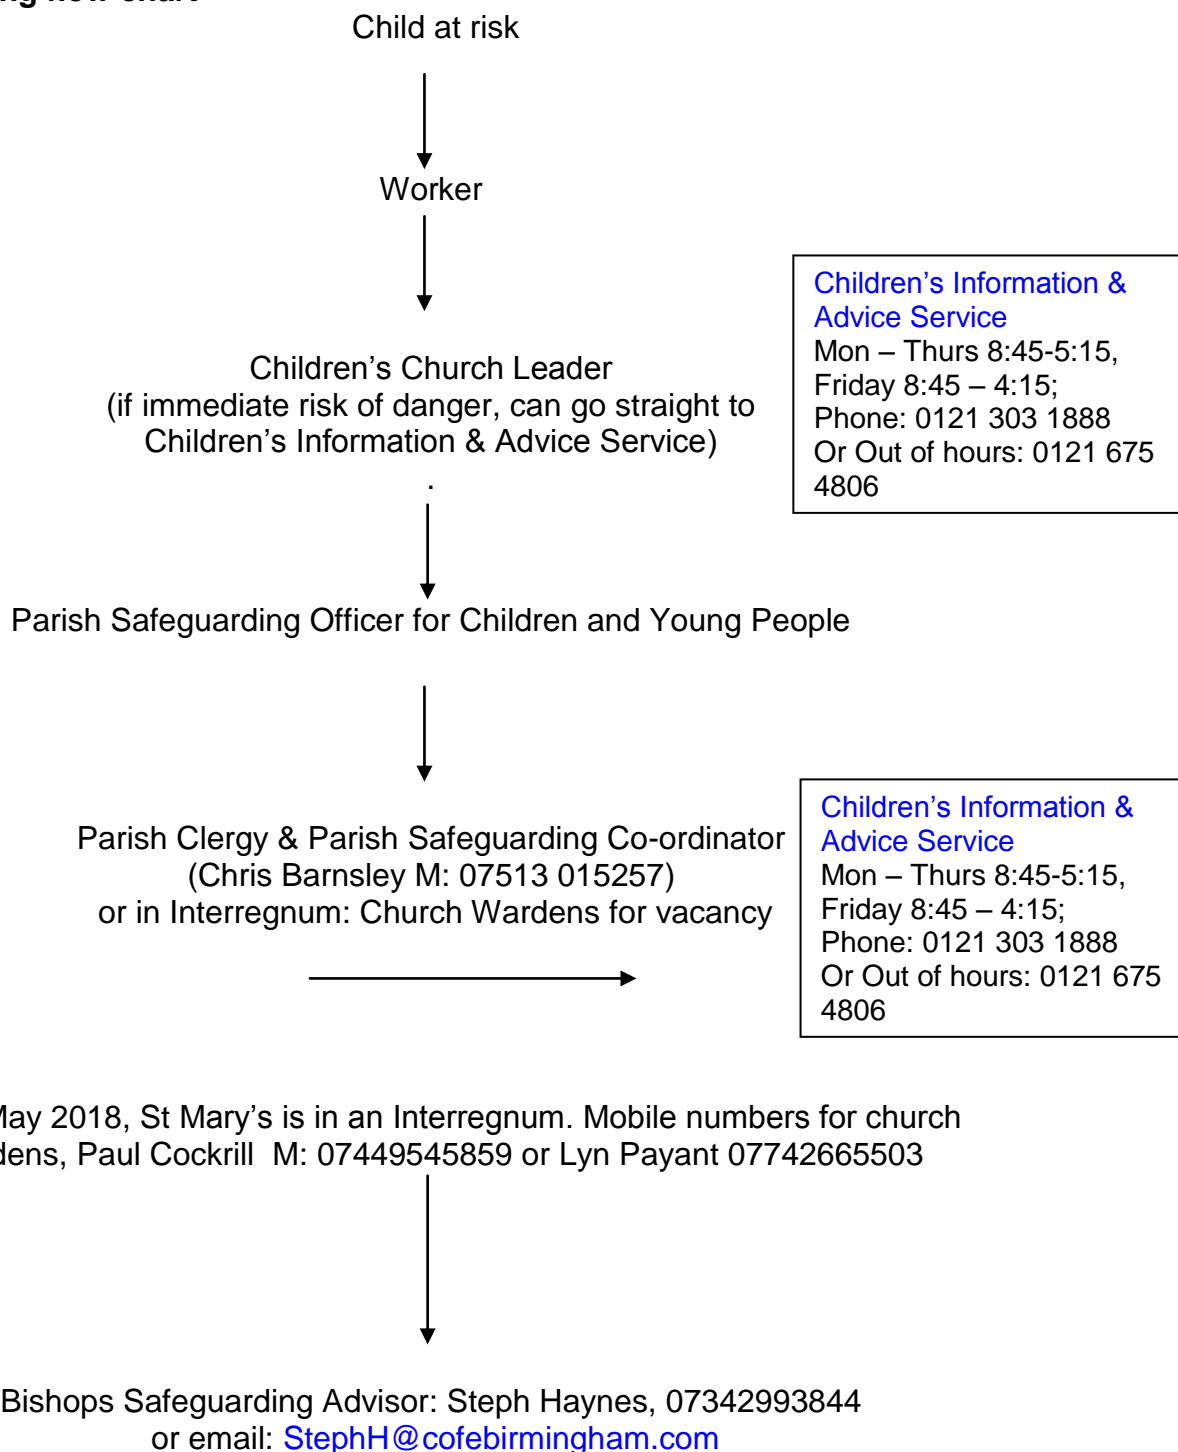 flow chart
Child at risk
Worker
Children's Church Leader
(if immediate risk of danger, can go straight to
Children's Information & Advice Service)
.
Children's Information &
Advice Service
Mon – Thurs 8:45-5:15,
Friday 8:45 – 4:15;
Phone: 0121 303 1888
Or Out of hours: 0121 675
4806
Parish Safeguarding Officer for Children and Young People
Parish Clergy & Parish Safeguarding Co-ordinator
(Chris Barnsley M: 07513 015257)
or in Interregnum: Church Wardens for vacancy
Children's Information &
Advice Service
Mon – Thurs 8:45-5:15,
Friday 8:45 – 4:15;
Phone: 0121 303 1888
Or Out of hours: 0121 675
4806
May 2018, St Mary's is in an Interregnum. Mobile numbers for church
dens, Paul Cockrill  M: 07449545859 or Lyn Payant 07742665503
Bishops Safeguarding Advisor: Steph Haynes, 07342993844
or email: StephH@cofebirmingham.com